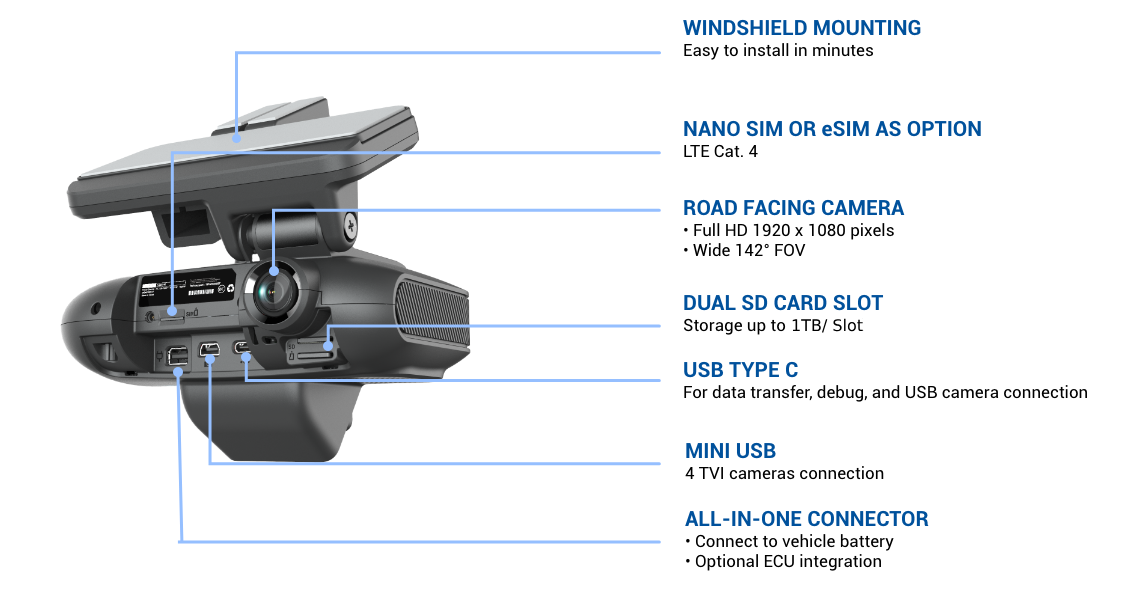 WINDSHIELD MOUNTING
Easy to install in minutes
NANO SIM OR eSIM AS OPTION
LTE Cat. 4
ROAD FACING CAMERA
• Full HD 1920 x 1080 pixels
• Wide 142° FOV
DUAL SD CARD SLOT
Storage up to 1TB/ Slot
USB TYPE C
For data transfer, debug, and USB camera connection
MINI USB
4 TVI cameras connection
ALL-IN-ONE CONNECTOR
• Connect to vehicle battery
• Optional ECU integration
SIM
SD